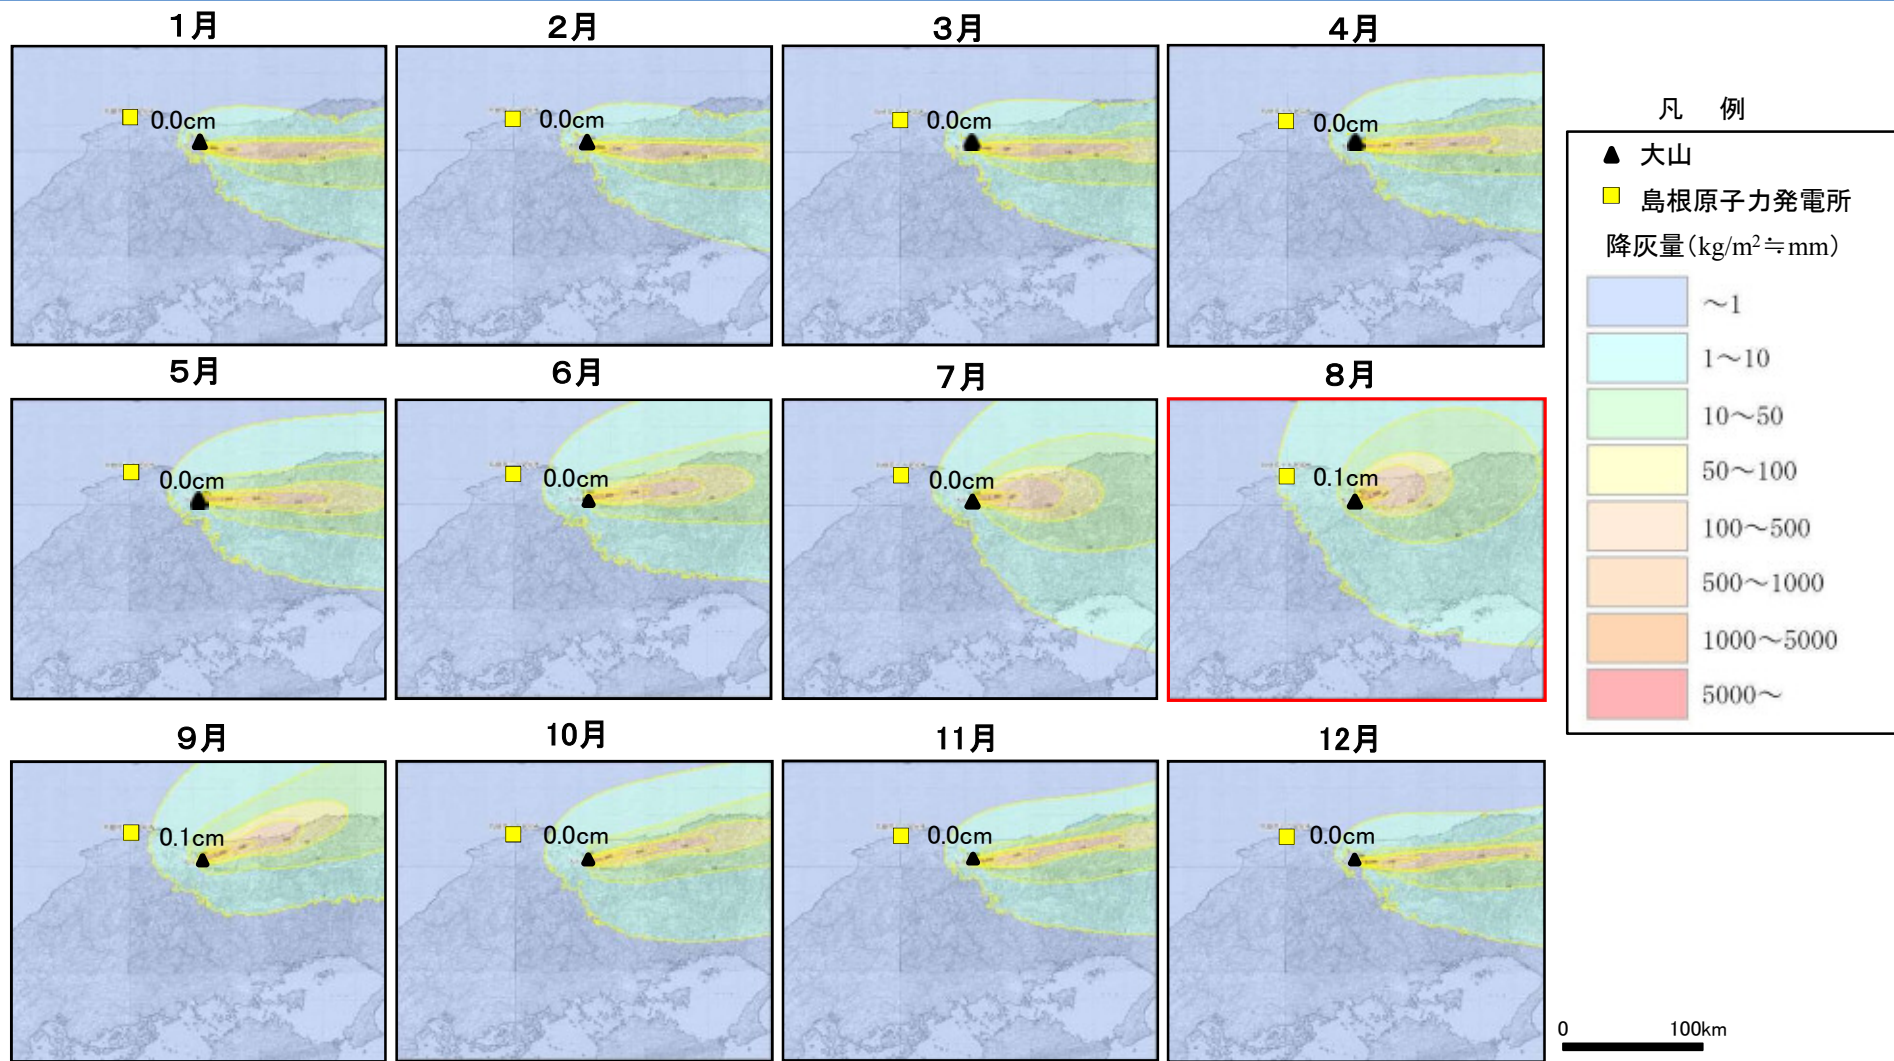 1月
2月
3月
4月
0.0cm
0.0cm
0.0cm
0.0cm
5月
6月
7月
8月
0.0cm
0.0cm
0.0cm
0.1cm
9月
10月
11月
12月
0.1cm
0.0cm
0.0cm
0.0cm
凡 例
大山
島根原子力発電所
降灰量(kg/m²≒mm)
～1
1～10
10～50
50～100
100～500
500～1000
1000～5000
5000～
0 100km